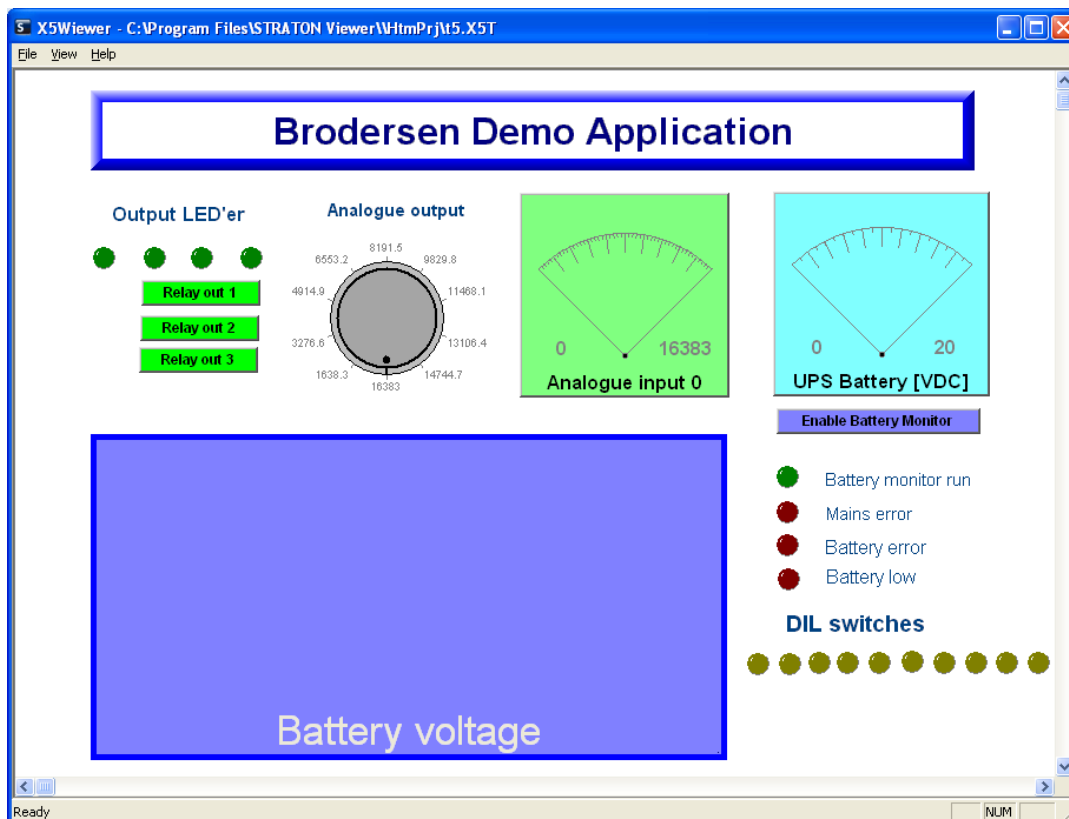 X5Wiewer - C:\Program Files\STRATON Viewer\\HtmPrj\t5.X5T
File View Help
Brodersen Demo Application
Output LED'er
Relay out 1
Relay out 2
Relay out 3
Analogue output
8191.5
6553.2 9829.8
4914.9 11468.1
3276.6 13106.4
1638.3 14744.7
16383
0 16383
Analogue input 0
0 20
UPS Battery [VDC]
Enable Battery Monitor
Battery monitor run
Mains error
Battery error
Battery low
DIL switches
Battery voltage
Ready NUM